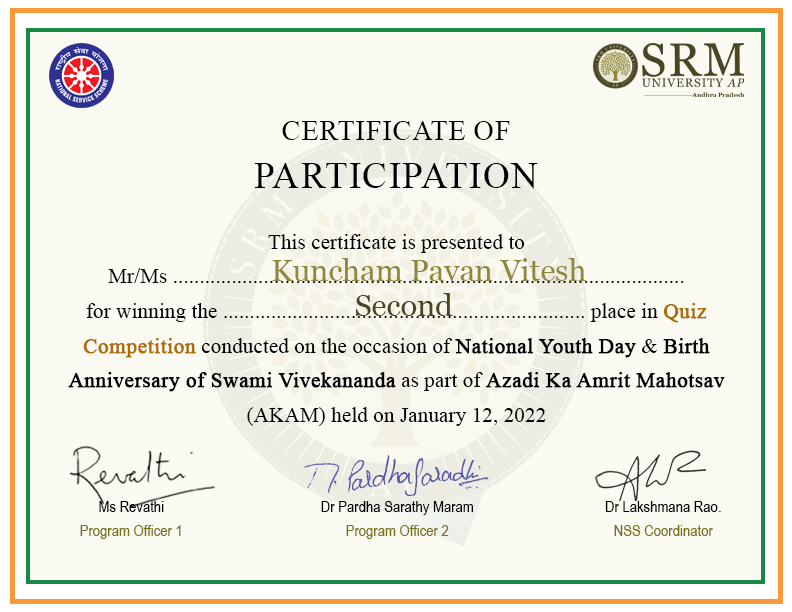 राष्ट्रीय सेवा योजना
NATIONAL SERVICE SCHEME
SRM
UNIVERSITY AP
Andhra Pradesh
SRM UNIVERSITY
CERTIFICATE OF
PARTICIPATION
This certificate is presented to
Mr/Ms ................Kuncham Pavan Vitesh................
for winning the ................Second................ place in Quiz
Competition conducted on the occasion of National Youth Day & Birth
Anniversary of Swami Vivekananda as part of Azadi Ka Amrit Mahotsav
(AKAM) held on January 12, 2022
Revathi
T. Pardhasaradhi
Ms Revathi
Dr Pardha Sarathy Maram
Dr Lakshmana Rao.
Program Officer 1
Program Officer 2
NSS Coordinator